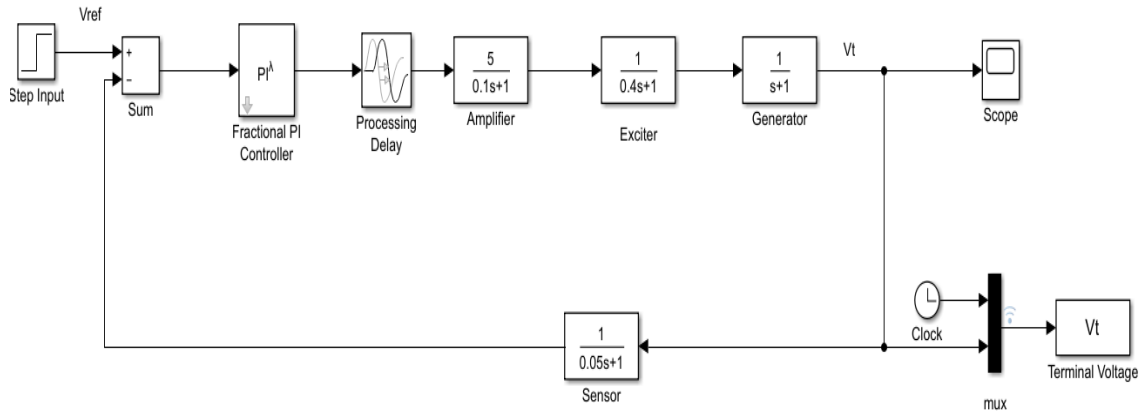 Vref
+
−
Step Input
Sum
PI^λ
Fractional PI
Controller
Processing
Delay
5
0.1s+1
Amplifier
1
0.4s+1
Exciter
1
s+1
Generator
Vt
Scope
1
0.05s+1
Sensor
Clock
mux
Vt
Terminal Voltage